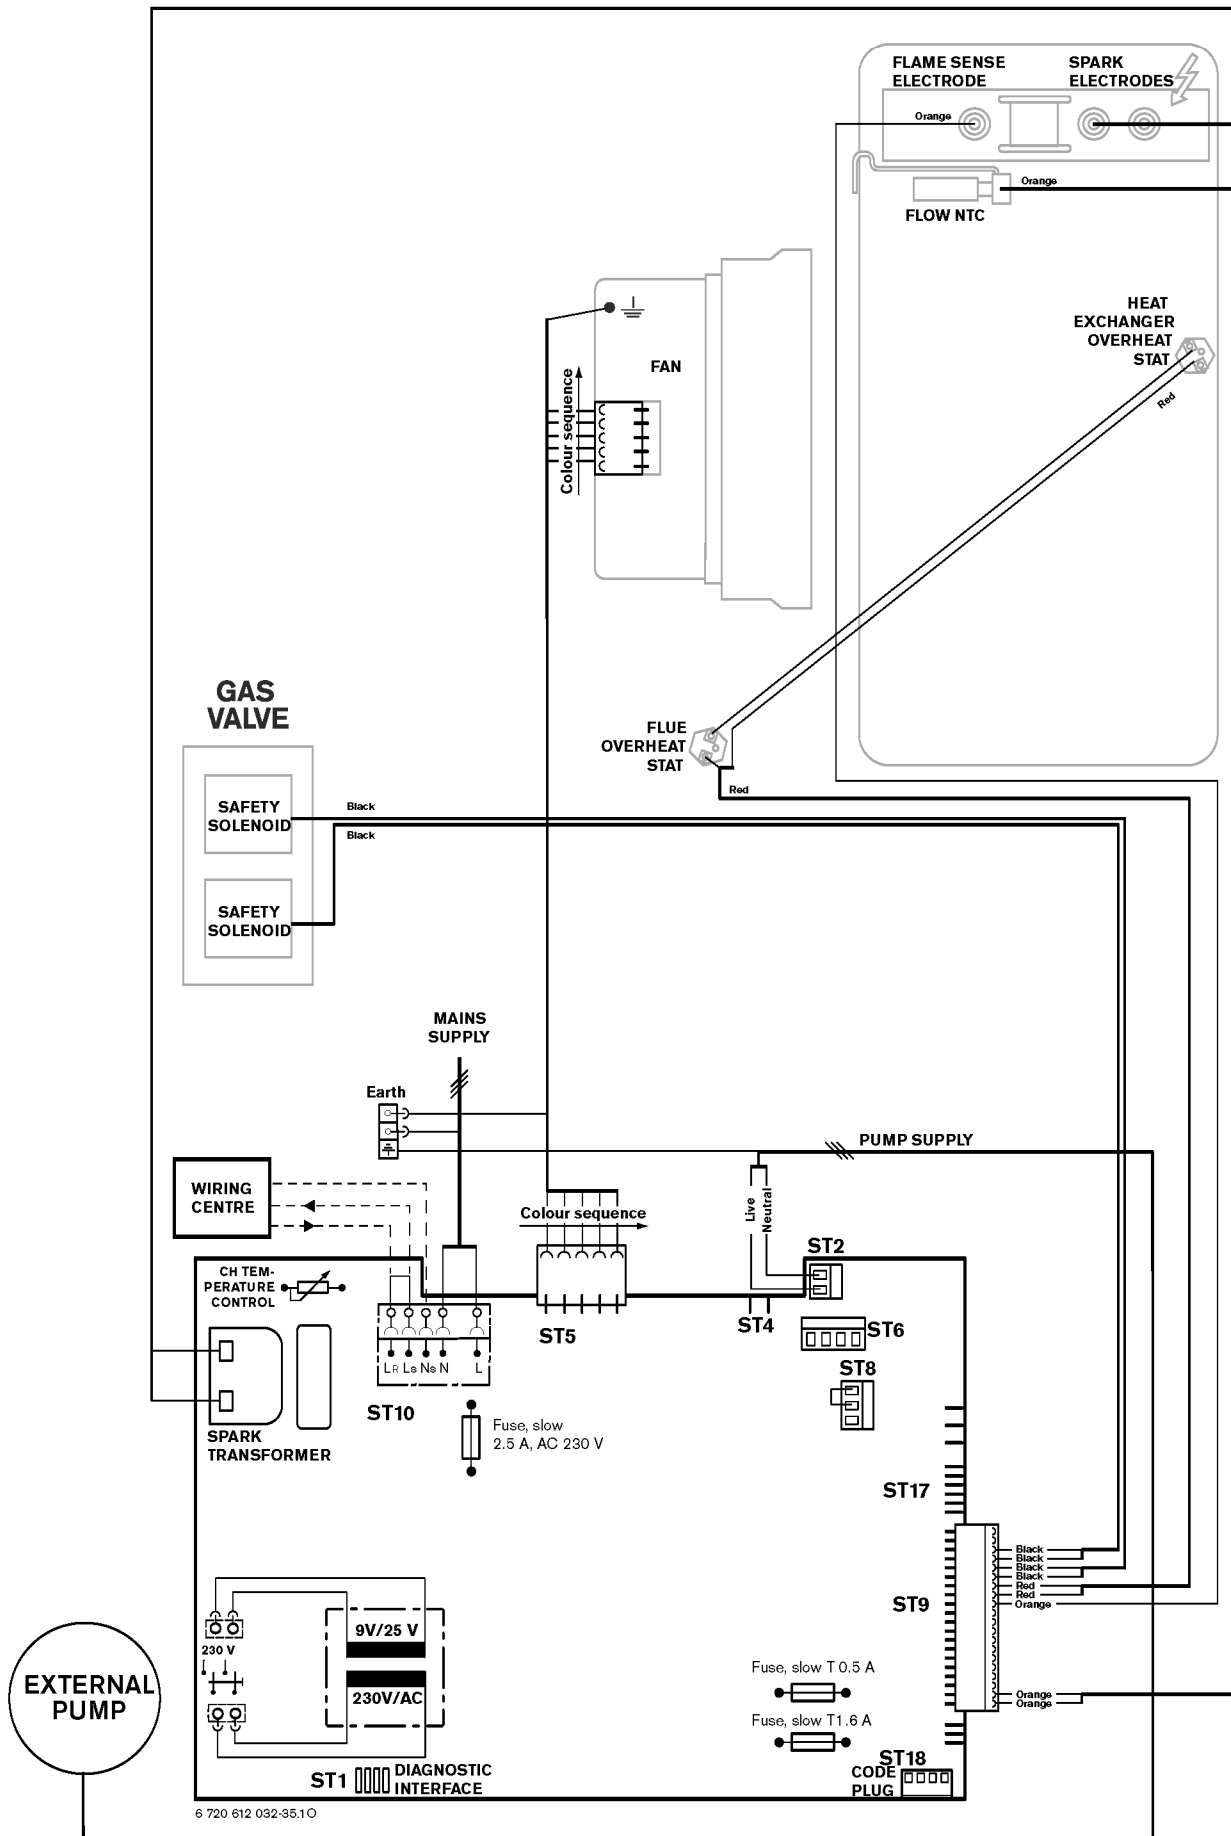 FLAME SENSE
ELECTRODE
SPARK
ELECTRODES
Orange
Orange
FLOW NTC
HEAT
EXCHANGER
OVERHEAT
STAT
Red
FAN
Colour sequence
GAS
VALVE
FLUE
OVERHEAT
STAT
Red
SAFETY
SOLENOID
Black
Black
SAFETY
SOLENOID
MAINS
SUPPLY
Earth
PUMP SUPPLY
WIRING
CENTRE
Live
Neutral
Colour sequence
ST2
CH TEM-
PERATURE
CONTROL
ST5
ST4
ST6
ST8
LR Ls Ns N L
ST10
SPARK
TRANSFORMER
Fuse, slow
2.5 A, AC 230 V
ST17
Black
Black
Black
Black
Red
Red
Orange
ST9
9V/25 V
230 V
230V/AC
EXTERNAL
PUMP
Fuse, slow T 0.5 A
Orange
Orange
Fuse, slow T1.6 A
ST18
CODE
PLUG
ST1
DIAGNOSTIC
INTERFACE
6 720 612 032-35.1O